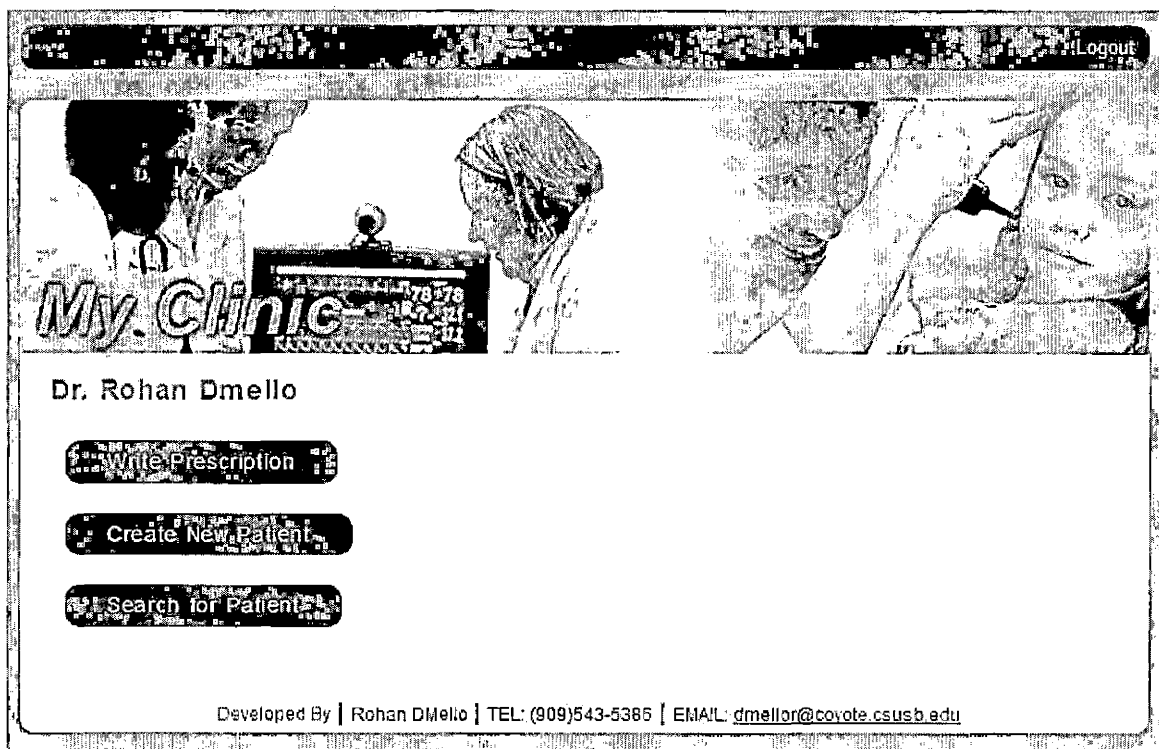 Logout
My Clinic
Dr. Rohan Dmello
Write Prescription
Create New Patient
Search for Patient
Developed By | Rohan DMello | TEL: (909)543-5386 | EMAIL: dmellor@coyote.csusb.edu